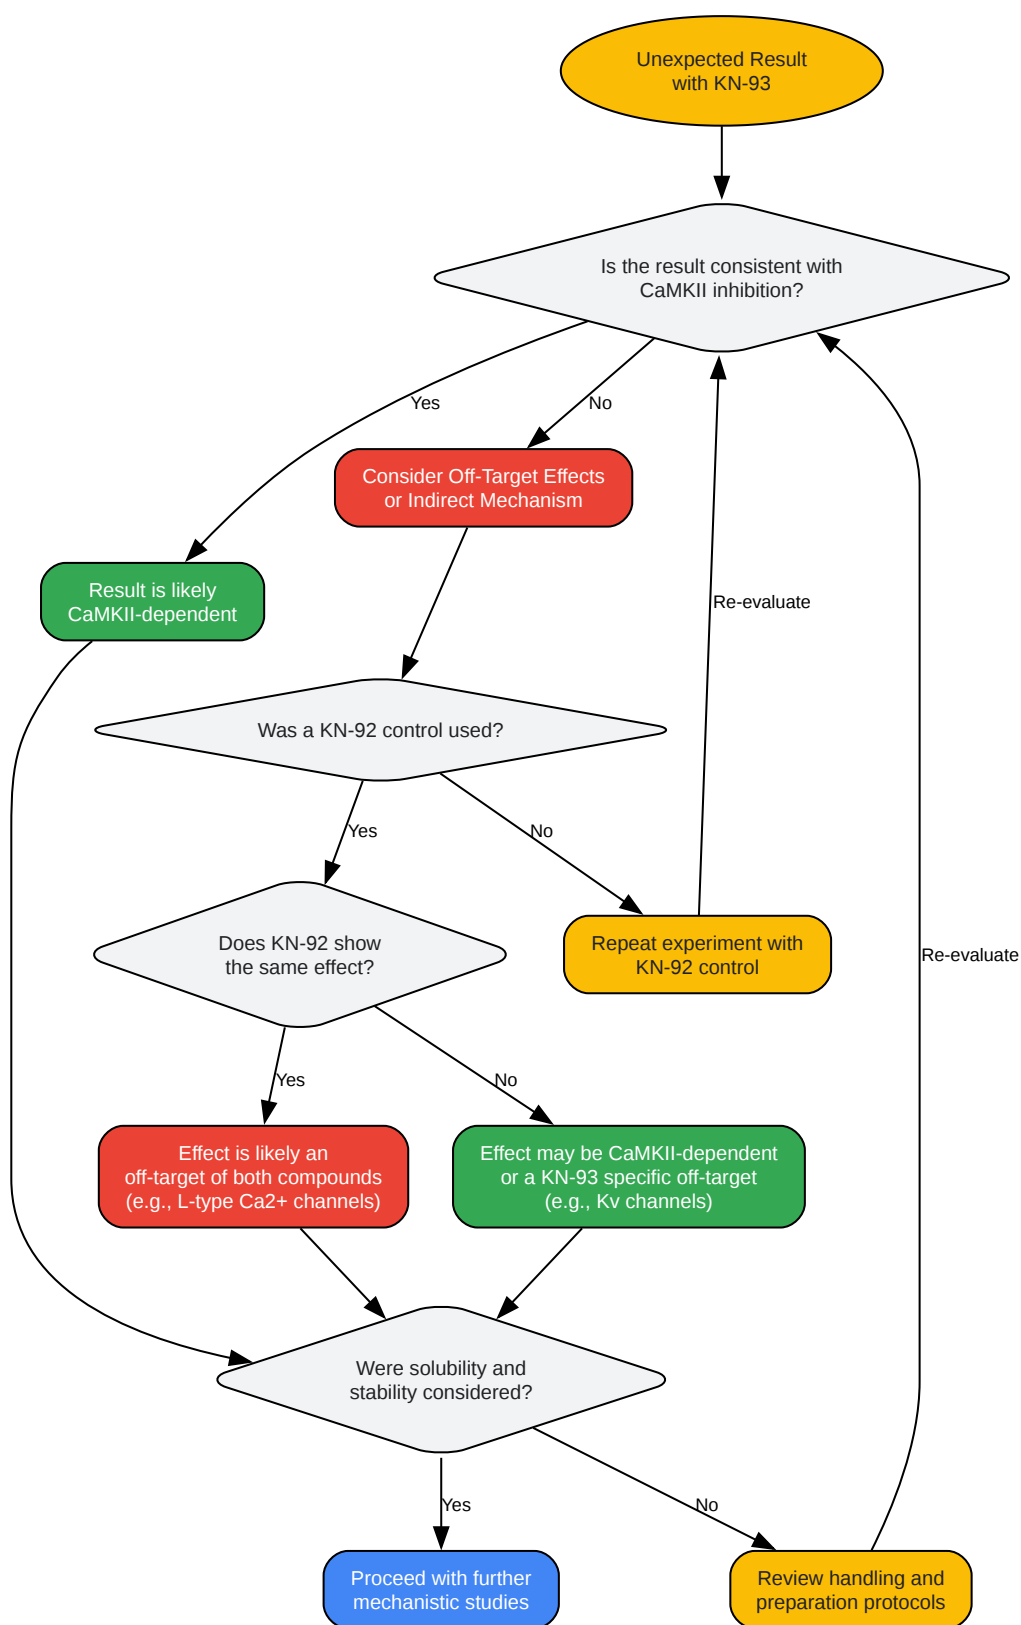 Unexpected Result
with KN-93
Is the result consistent with
CaMKII inhibition?
Yes
No
Consider Off-Target Effects
or Indirect Mechanism
Result is likely
CaMKII-dependent
Re-evaluate
Was a KN-92 control used?
Yes
No
Does KN-92 show
the same effect?
Repeat experiment with
KN-92 control
Re-evaluate
Yes
No
Effect is likely an
off-target of both compounds
(e.g., L-type Ca2+ channels)
Effect may be CaMKII-dependent
or a KN-93 specific off-target
(e.g., Kv channels)
Were solubility and
stability considered?
Yes
No
Proceed with further
mechanistic studies
Review handling and
preparation protocols